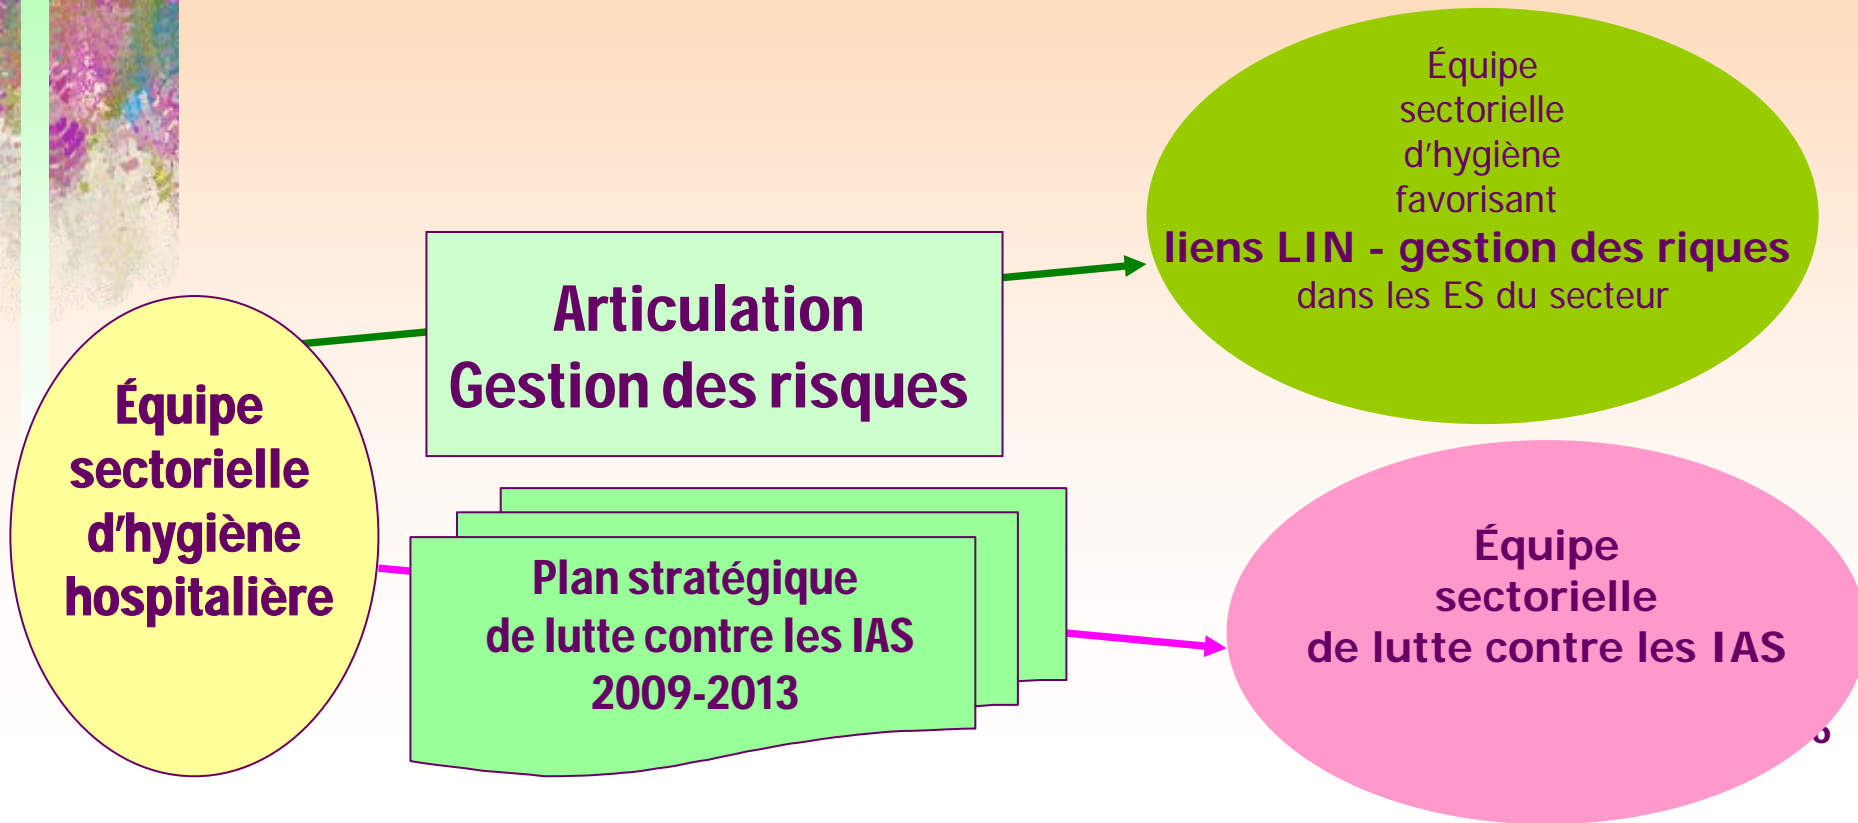 Équipe
sectorielle
d'hygiène
hospitalière
Articulation
Gestion des risques
Équipe
sectorielle
d'hygiène
favorisant
liens LIN - gestion des riques
dans les ES du secteur
Plan stratégique
de lutte contre les IAS
2009-2013
Équipe
sectorielle
de lutte contre les IAS